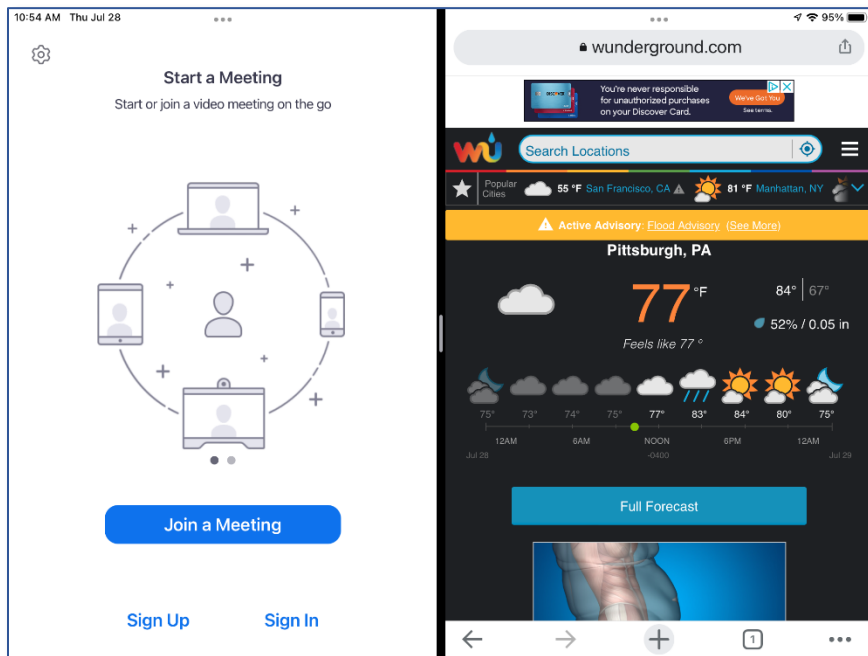 10:54 AM Thu Jul 28
95%
Start a Meeting
Start or join a video meeting on the go
Join a Meeting
Sign Up Sign In
wunderground.com
You're never responsible
for unauthorized purchases
on your Discover Card.
We've Got You
See terms.
WU
Search Locations
Popular
Cities
55 °F San Francisco, CA
81 °F Manhattan, NY
Active Advisory: Flood Advisory (See More)
Pittsburgh, PA
77 °F
84° | 67°
52% / 0.05 in
Feels like 77 °
75° 73° 74° 75° 77° 83° 84° 80° 75°
12AM 6AM NOON 6PM 12AM
Jul 28 -0400 Jul 29
Full Forecast
1